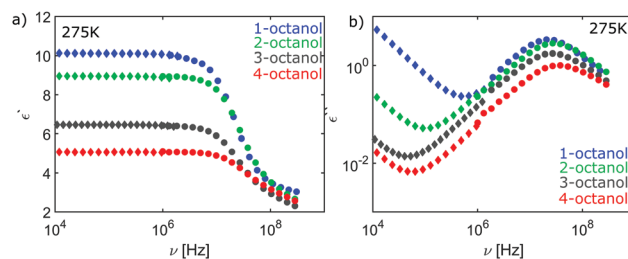 a)
275K
1-octanol
2-octanol
3-octanol
4-octanol
12
10
8
6
4
2
ϵ`
10^4
10^6
10^8
ν [Hz]
b)
275K
10^0
10^-2
ϵ``
1-octanol
2-octanol
3-octanol
4-octanol
10^4
10^6
10^8
ν [Hz]